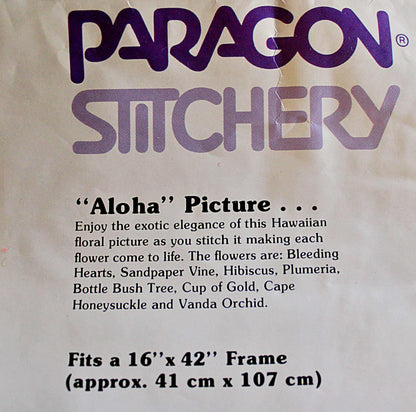 PARAGON®
STITCHERY
"Aloha" Picture . . .
Enjoy the exotic elegance of this Hawaiian
floral picture as you stitch it making each
flower come to life. The flowers are: Bleeding
Hearts, Sandpaper Vine, Hibiscus, Plumeria,
Bottle Bush Tree, Cup of Gold, Cape
Honeysuckle and Vanda Orchid.
Fits a 16"x 42" Frame
(approx. 41 cm x 107 cm)